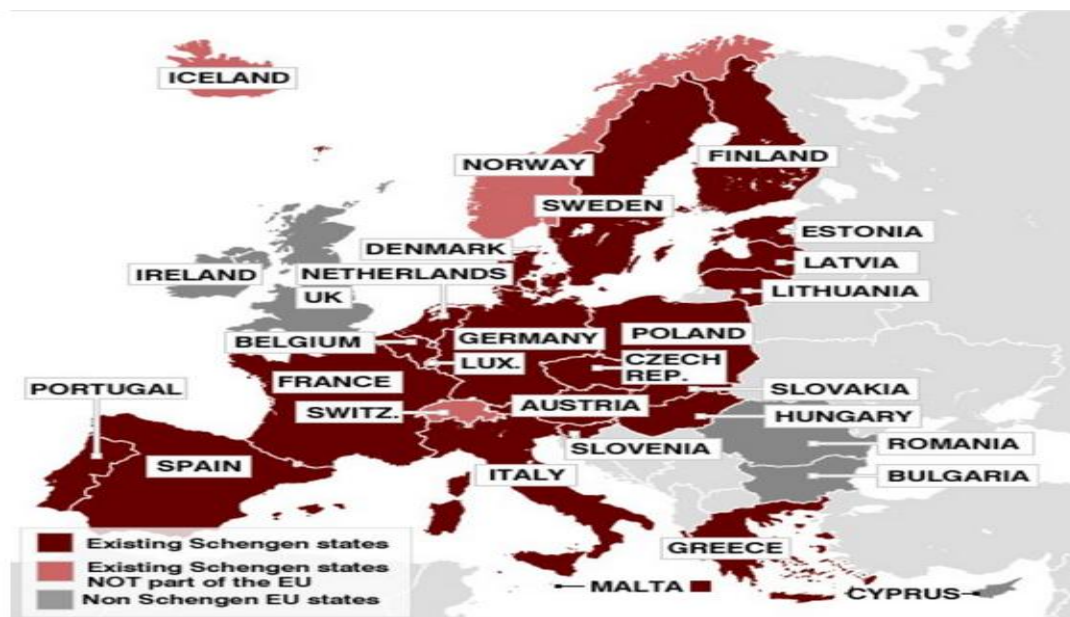 ICELAND
NORWAY
FINLAND
SWEDEN
ESTONIA
DENMARK
LATVIA
IRELAND
NETHERLANDS
LITHUANIA
UK
BELGIUM
GERMANY
POLAND
LUX.
CZECH
REP.
PORTUGAL
FRANCE
SLOVAKIA
SWITZ.
AUSTRIA
HUNGARY
SLOVENIA
ROMANIA
SPAIN
ITALY
BULGARIA
GREECE
MALTA
CYPRUS
Existing Schengen states
Existing Schengen states
NOT part of the EU
Non Schengen EU states